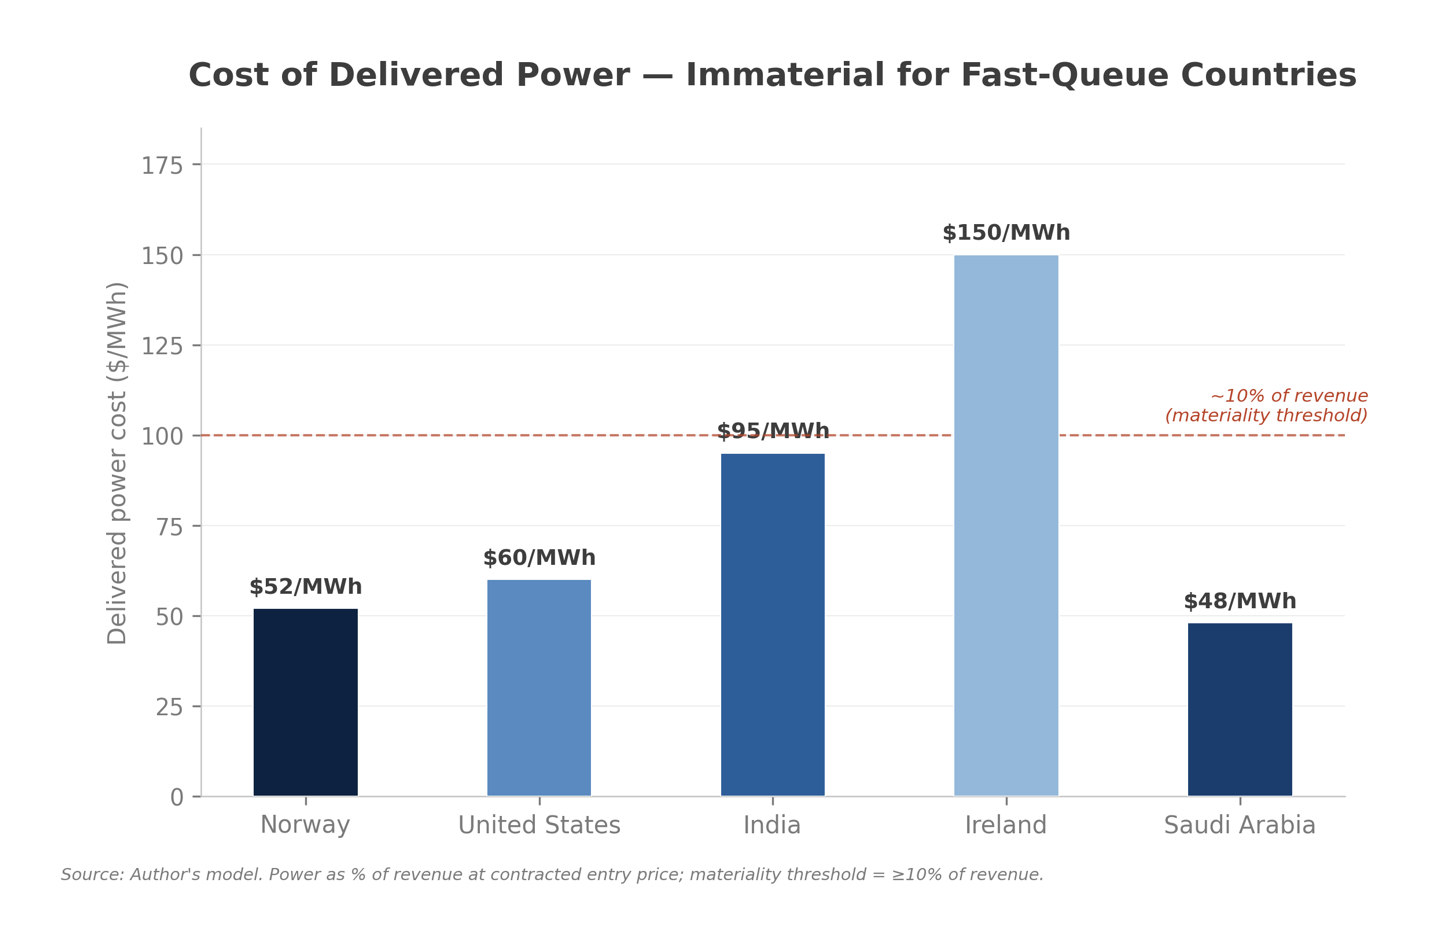 Cost of Delivered Power — Immaterial for Fast-Queue Countries
Delivered power cost ($/MWh)
175
150
125
100
75
50
25
0
$52/MWh
$60/MWh
$95/MWh
$150/MWh
$48/MWh
~10% of revenue
(materiality threshold)
Norway
United States
India
Ireland
Saudi Arabia
Source: Author's model. Power as % of revenue at contracted entry price; materiality threshold = ≥10% of revenue.